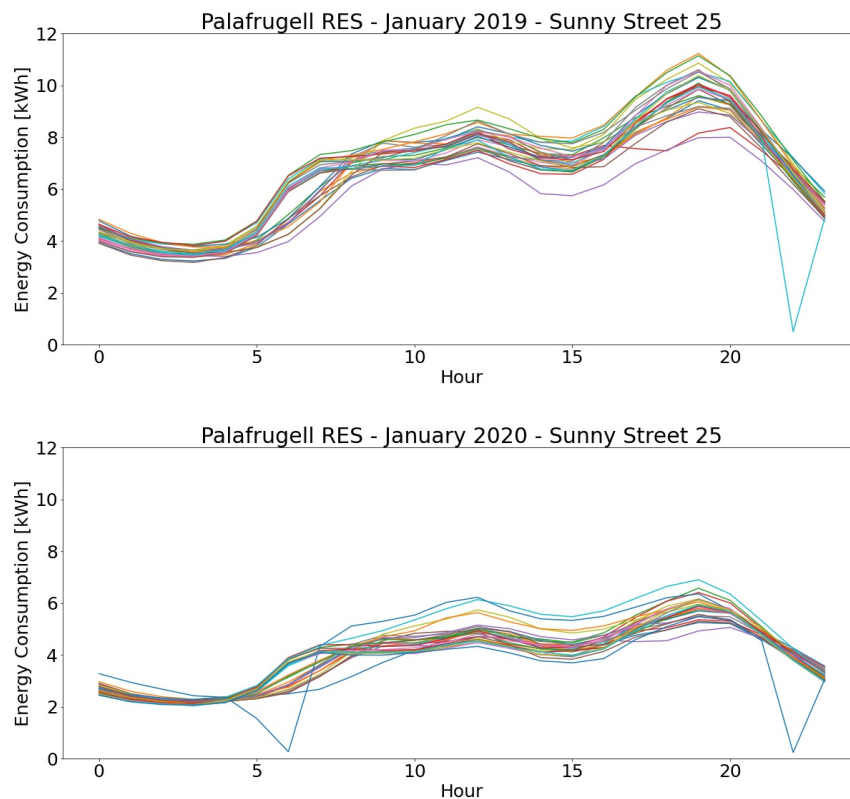 Palafrugell RES - January 2019 - Sunny Street 25
Energy Consumption [kWh]
12
10
8
6
4
2
0
0 5 10 15 20
Hour
Palafrugell RES - January 2020 - Sunny Street 25
Energy Consumption [kWh]
12
10
8
6
4
2
0
0 5 10 15 20
Hour